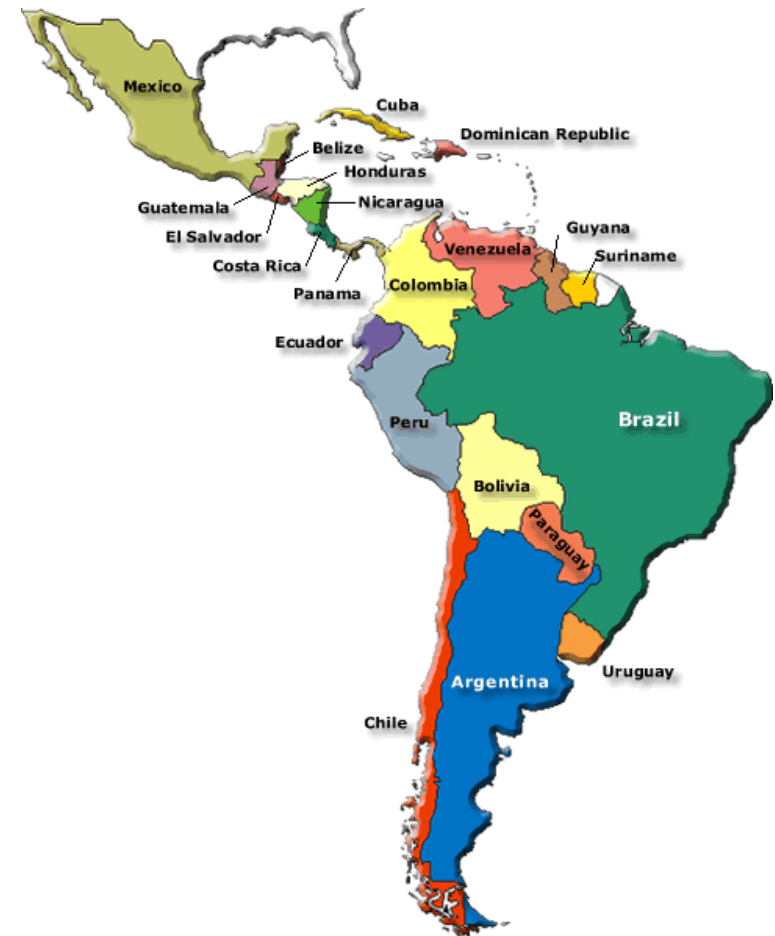 Mexico
Cuba
Dominican Republic
Belize
Honduras
Guatemala
Nicaragua
El Salvador
Costa Rica
Panama
Guyana
Venezuela
Suriname
Colombia
Ecuador
Peru
Brazil
Bolivia
Paraguay
Uruguay
Argentina
Chile